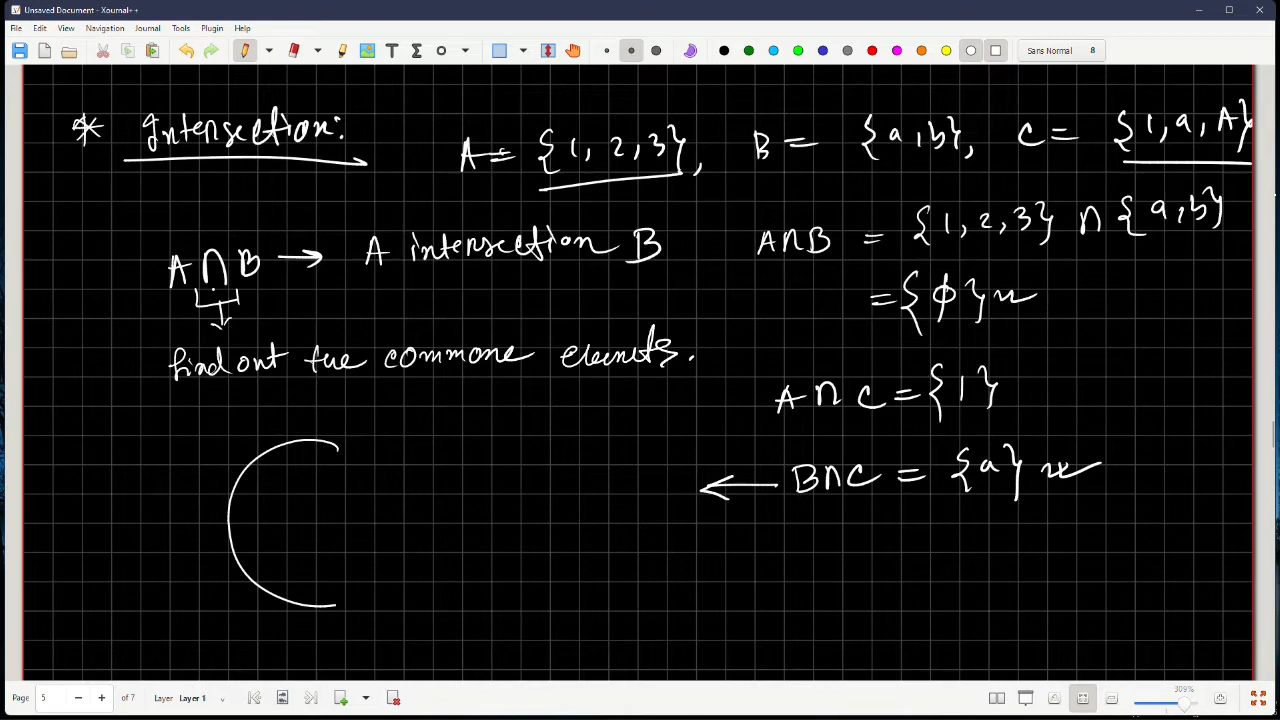 Unsaved Document - Xournal++
File Edit View Navigation Journal Tools Plugin Help
Sans Normal 8
* Intersection:
A = {1, 2, 3}, B = {a, b}, C = {1, a, A}
A∩B → A intersection B
find out the commone elements.
A∩B = {1, 2, 3} ∩ {a, b}
= {ϕ}
A∩C = {1}
← B∩C = {a}
Page 5 of 7 Layer Layer 1 309%